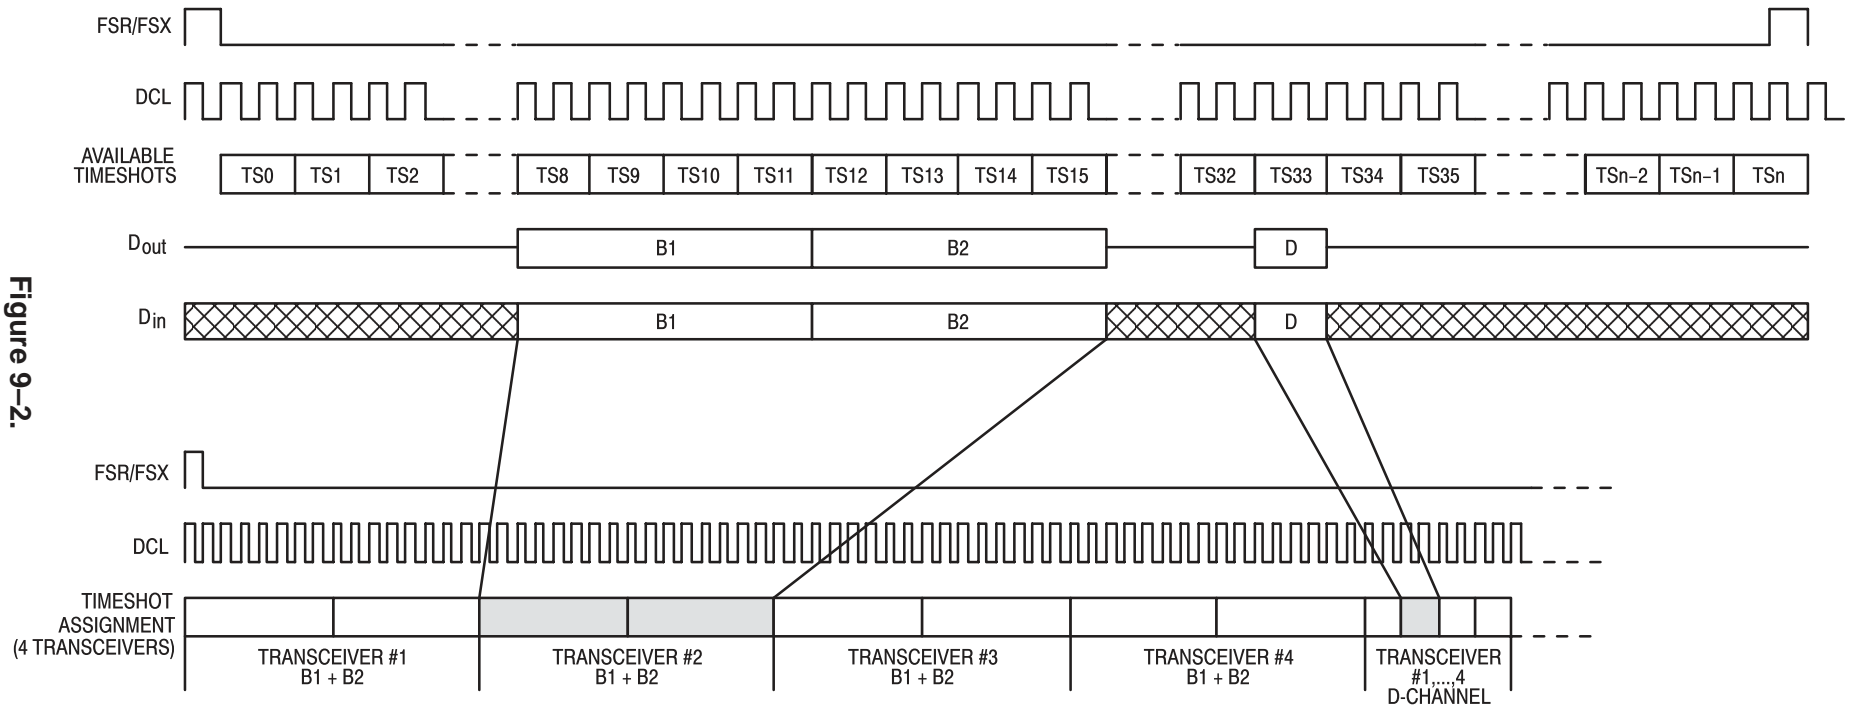 FSR/FSX
DCL
AVAILABLE
TIMESHOTS
TS0 TS1 TS2 TS8 TS9 TS10 TS11 TS12 TS13 TS14 TS15 TS32 TS33 TS34 TS35 TSn–2 TSn–1 TSn
Dout B1 B2 D
Din B1 B2 D
Figure 9–2.
FSR/FSX
DCL
TIMESHOT
ASSIGNMENT
(4 TRANSCEIVERS)
TRANSCEIVER #1
B1 + B2
TRANSCEIVER #2
B1 + B2
TRANSCEIVER #3
B1 + B2
TRANSCEIVER #4
B1 + B2
TRANSCEIVER
#1,...,4
D-CHANNEL